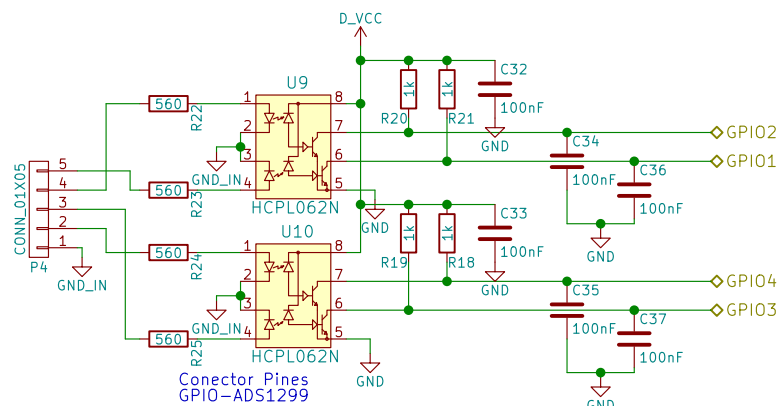 D_VCC
U9
560
R22
1
2
3
4
8
7
6
5
HCPL062N
GND_IN
560
R23
GND
1k
R20
1k
R21
C32
100nF
GND
C34
100nF
C36
100nF
GND
GPIO2
GPIO1
CONN_01X05
5
4
3
2
1
P4
GND_IN
U10
560
R24
1
2
3
4
8
7
6
5
HCPL062N
GND_IN
560
R25
GND
1k
R19
1k
R18
C33
100nF
GND
C35
100nF
C37
100nF
GND
GPIO4
GPIO3
Conector Pines
GPIO-ADS1299